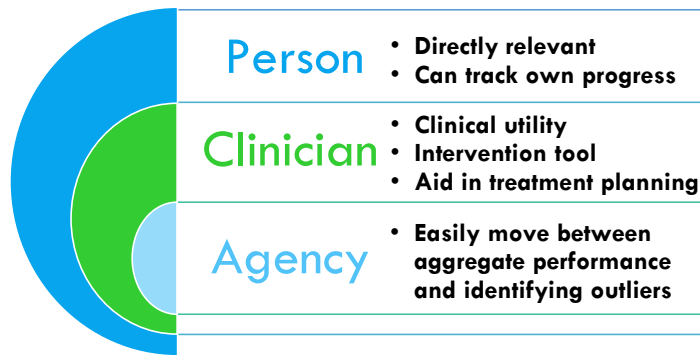 Person
• Directly relevant
• Can track own progress
Clinician
• Clinical utility
• Intervention tool
• Aid in treatment planning
Agency
• Easily move between
aggregate performance
and identifying outliers